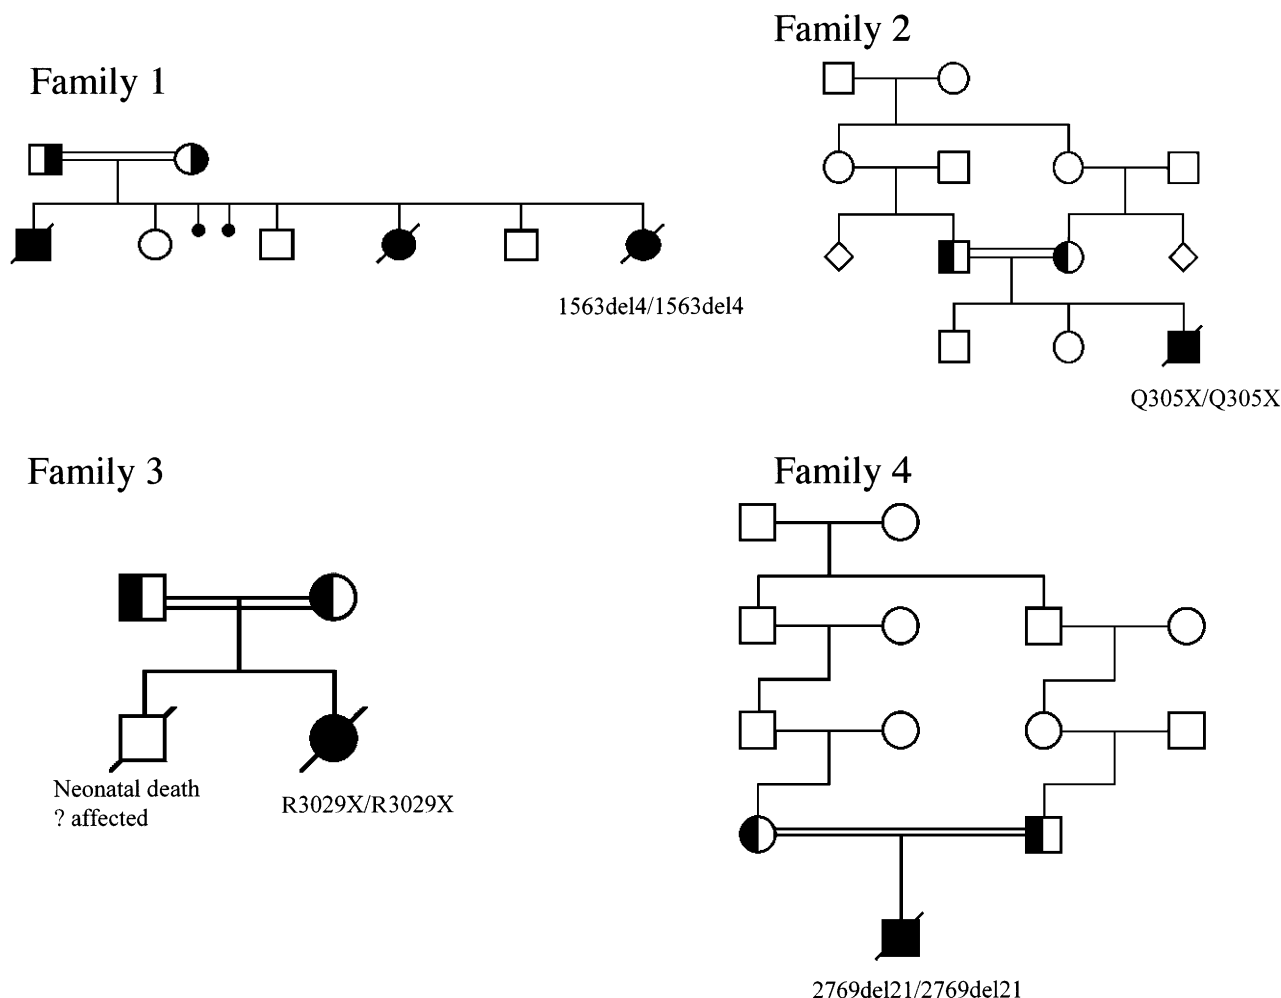 Family 1
1563del4/1563del4
Family 2
Q305X/Q305X
Family 3
Neonatal death
? affected
R3029X/R3029X
Family 4
2769del21/2769del21